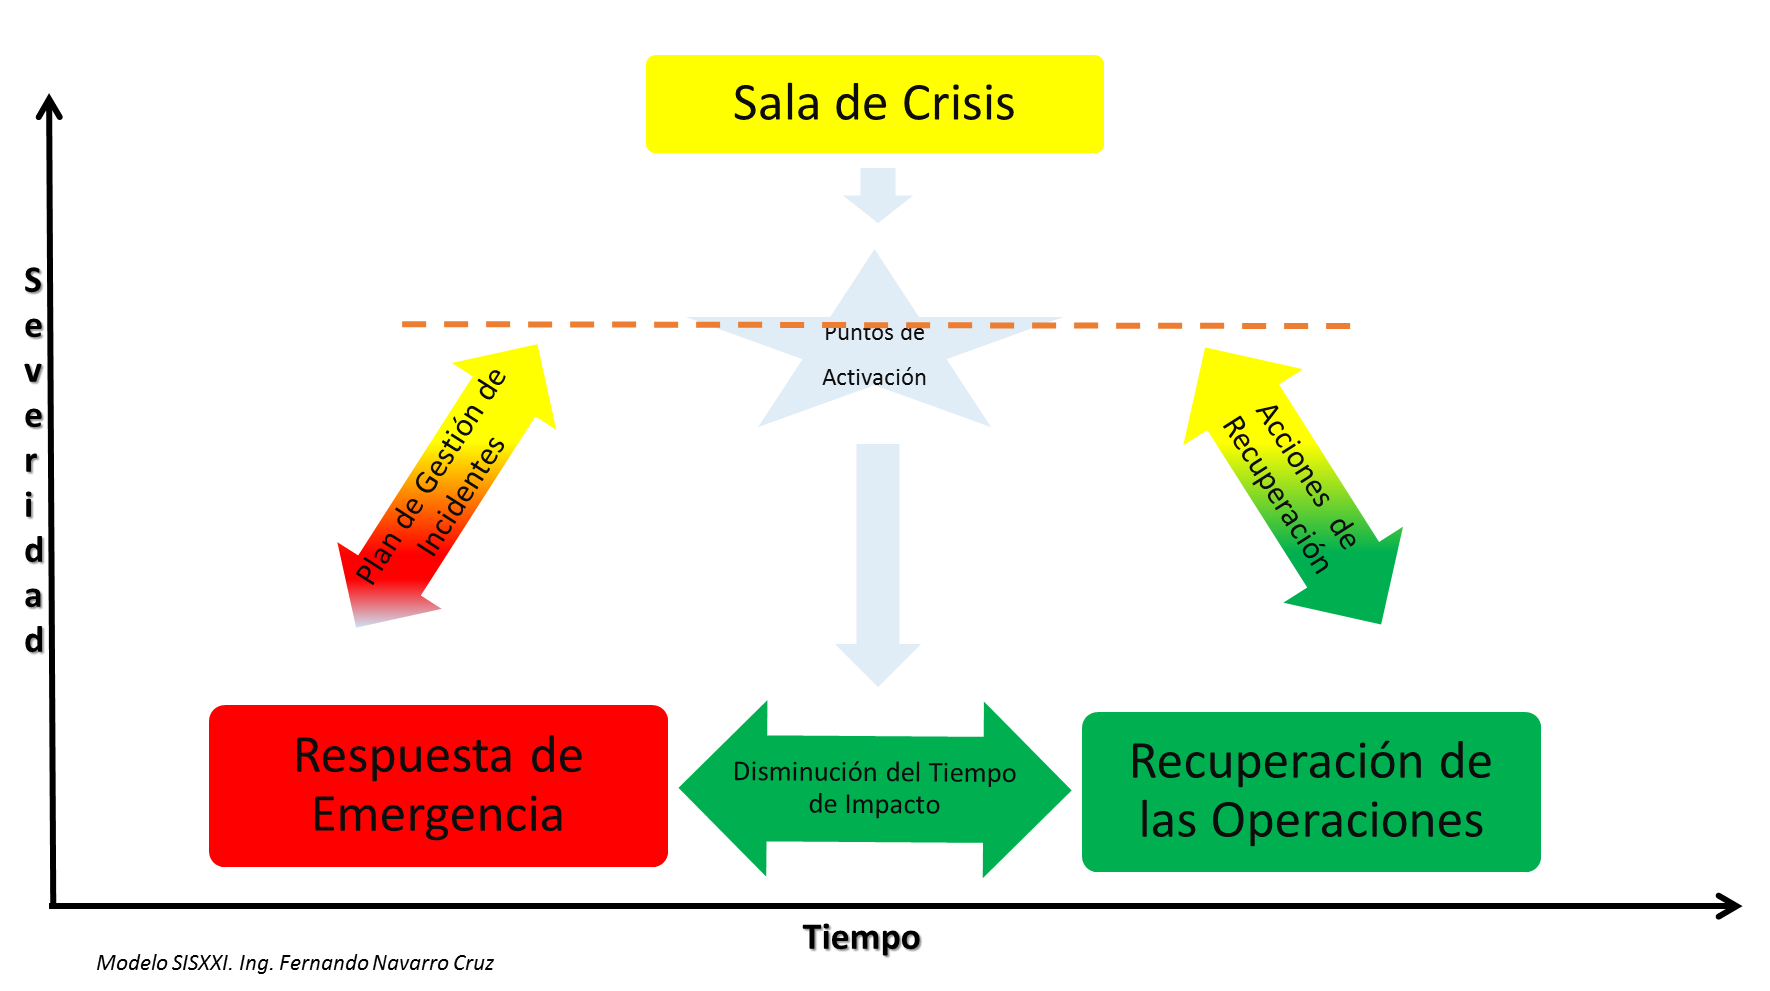 Sala de Crisis
Severidad
Puntos de
Activación
Plan de Gestión de
Incidentes
Acciones de
Recuperación
Respuesta de
Emergencia
Disminución del Tiempo
de Impacto
Recuperación de
las Operaciones
Tiempo
Modelo SISXXI. Ing. Fernando Navarro Cruz